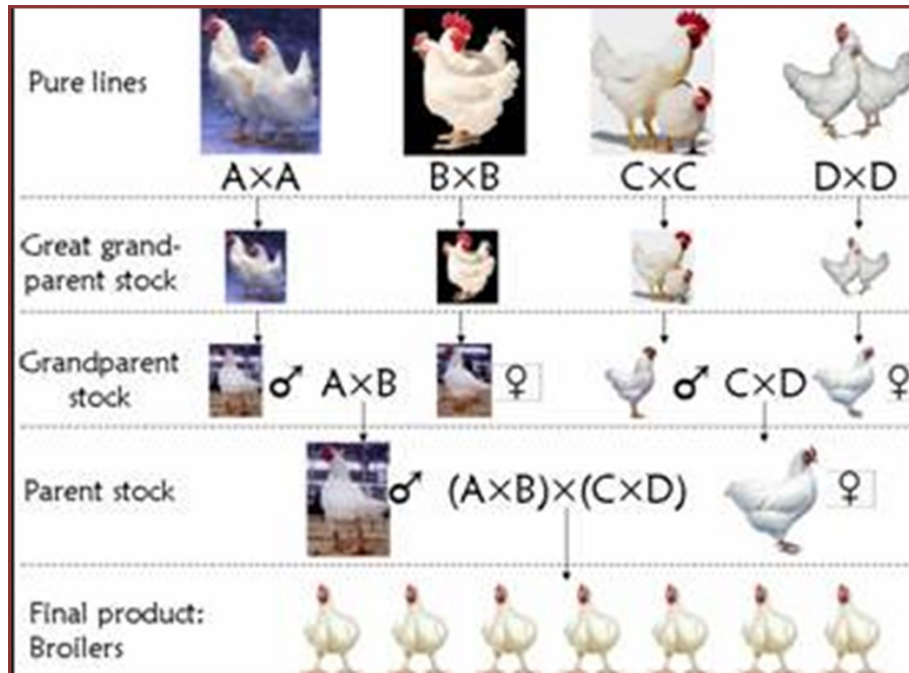 Pure lines
A×A B×B C×C D×D
Great grand-
parent stock
Grandparent
stock
♂ A×B ♀ ♂ C×D ♀
Parent stock
♂ (A×B)×(C×D) ♀
Final product:
Broilers